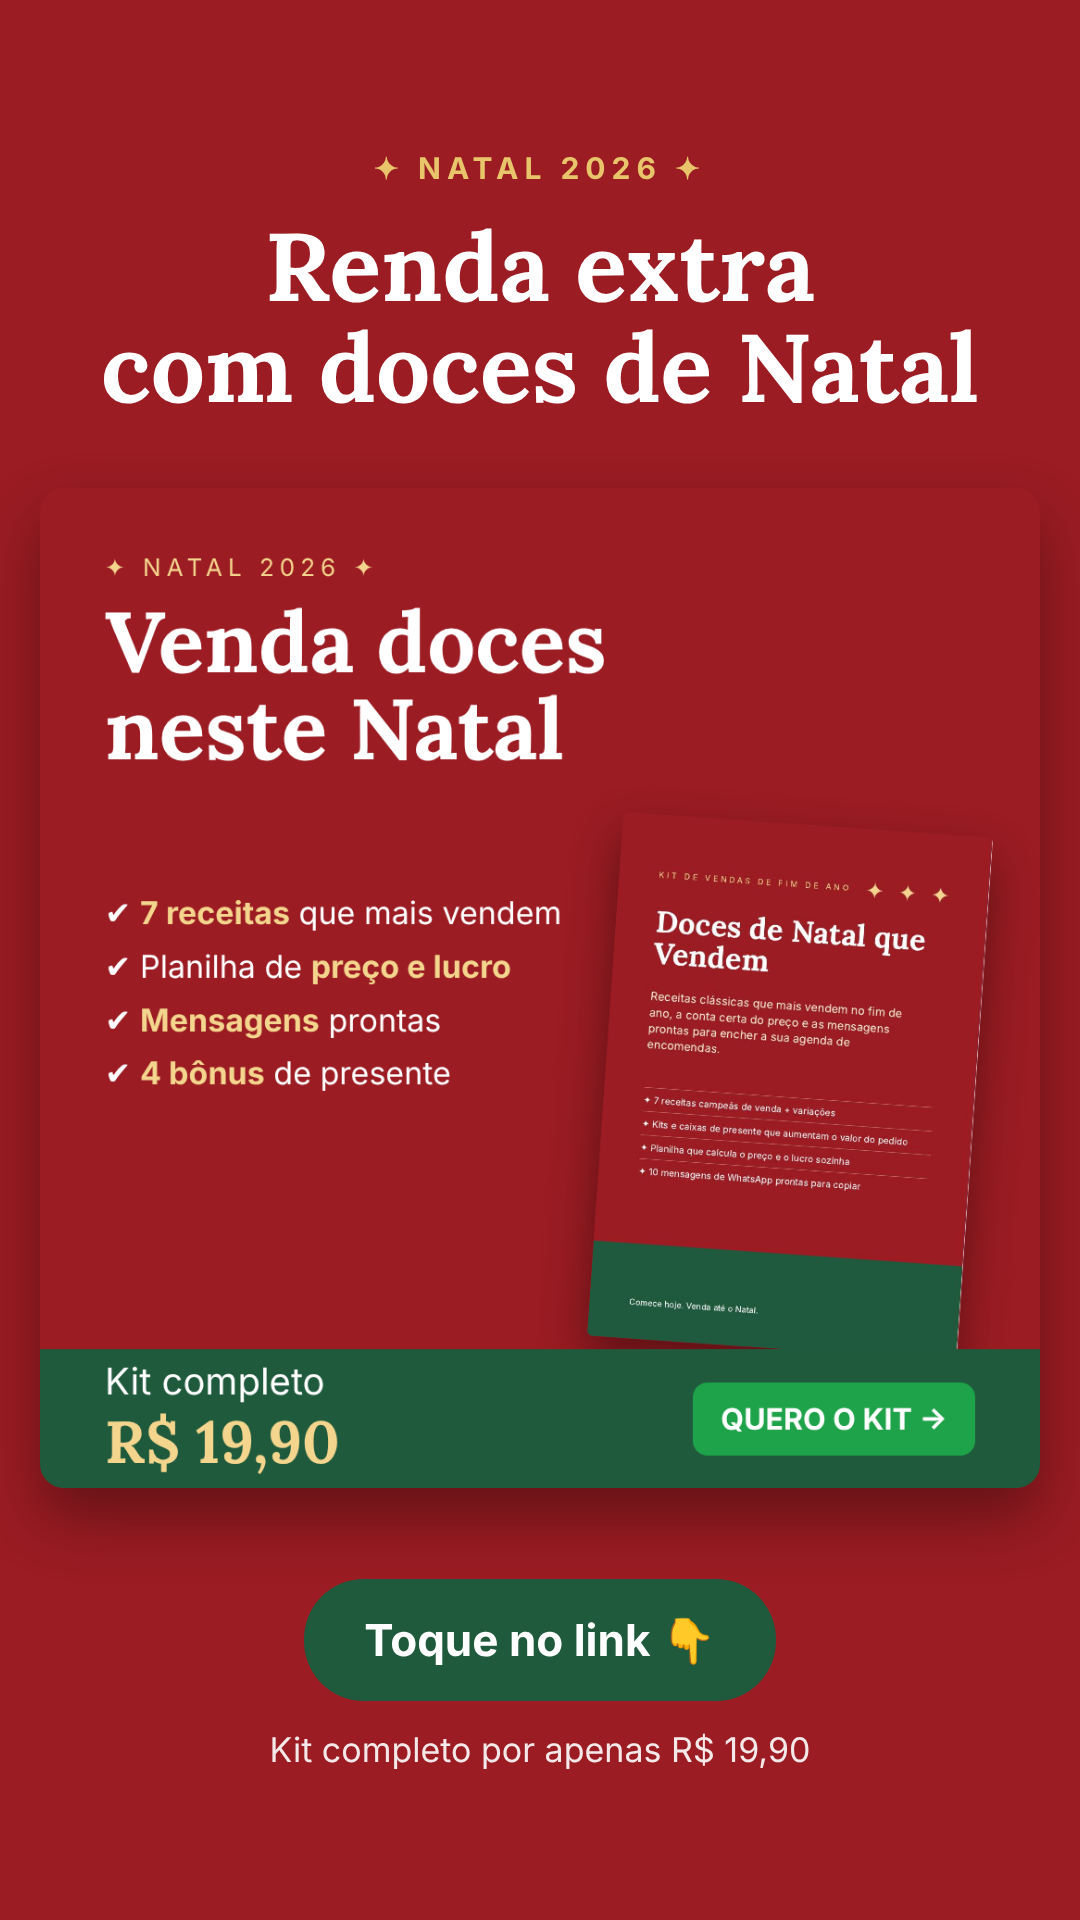 ✦ NATAL 2026 ✦
Renda extra
com doces de Natal
✦ NATAL 2026 ✦
Venda doces
neste Natal
✔ 7 receitas que mais vendem
✔ Planilha de preço e lucro
✔ Mensagens prontas
✔ 4 bônus de presente
KIT DE VENDAS DE FIM DE ANO ✦ ✦ ✦
Doces de Natal que
Vendem
Receitas clássicas que mais vendem no fim de
ano, a conta certa do preço e as mensagens
prontas para encher a sua agenda de
encomendas.
✦ 7 receitas campeãs de venda + variações
✦ Kits e caixas de presente que aumentam o valor do pedido
✦ Planilha que calcula o preço e o lucro sozinha
✦ 10 mensagens de WhatsApp prontas para copiar
Comece hoje. Venda até o Natal.
Kit completo
R$ 19,90
QUERO O KIT →
Toque no link 👇
Kit completo por apenas R$ 19,90